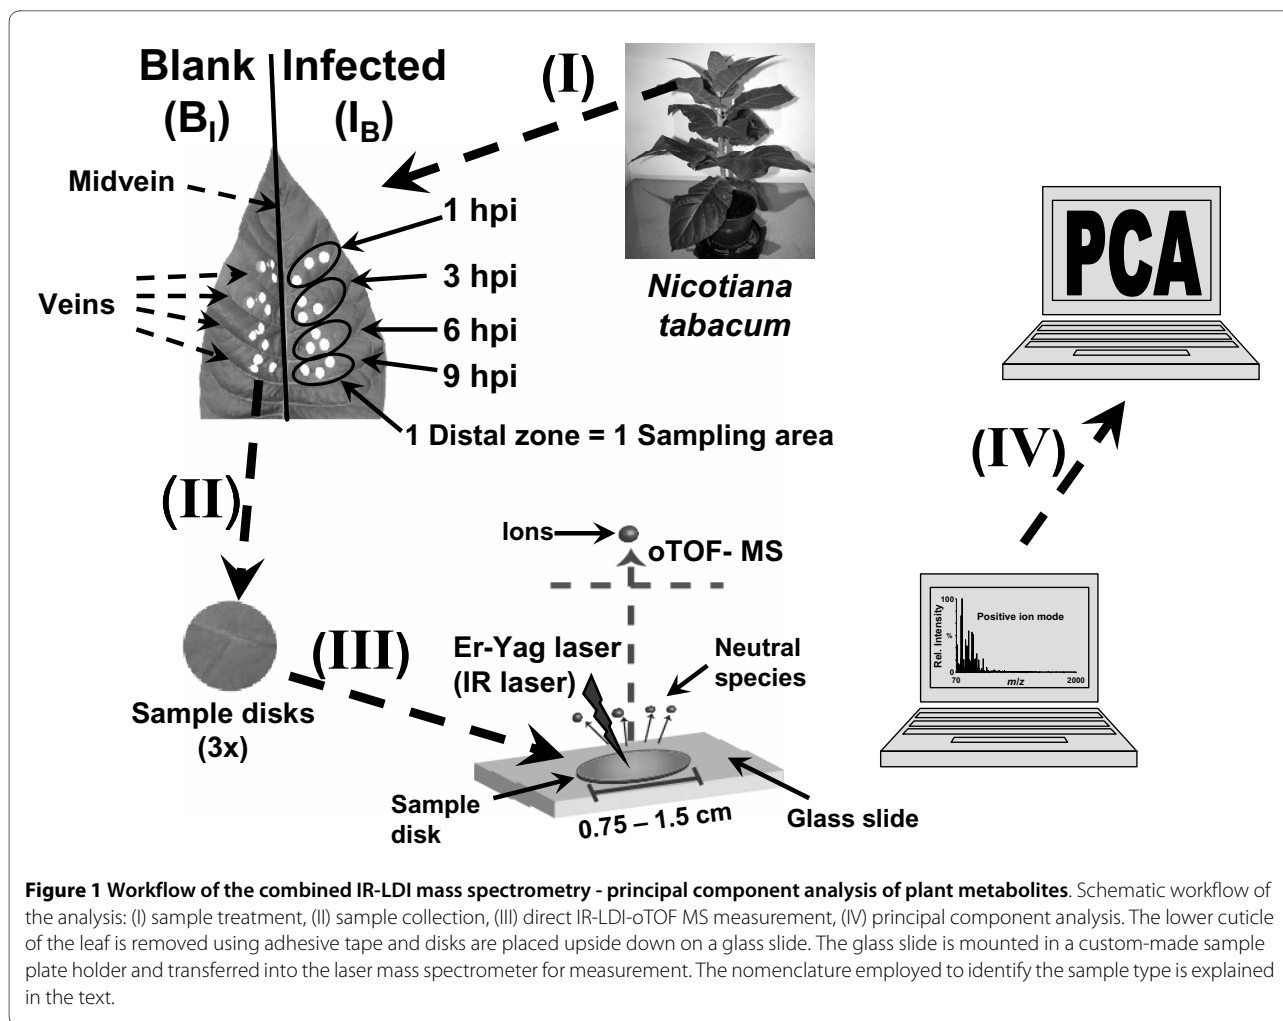 Blank Infected
(B_I) (I_B)
(I)
Midvein
1 hpi
3 hpi
Veins
6 hpi
9 hpi
1 Distal zone = 1 Sampling area
Nicotiana
tabacum
PCA
(II)
(IV)
Ions
oTOF- MS
Sample disks
(3x)
(III)
Er-Yag laser
(IR laser)
Neutral
species
Sample
disk
0.75 – 1.5 cm
Glass slide
100
%
Rel. Intensity
Positive ion mode
70
m/z
2000
Figure 1 Workflow of the combined IR-LDI mass spectrometry - principal component analysis of plant metabolites. Schematic workflow of
the analysis: (I) sample treatment, (II) sample collection, (III) direct IR-LDI-oTOF MS measurement, (IV) principal component analysis. The lower cuticle
of the leaf is removed using adhesive tape and disks are placed upside down on a glass slide. The glass slide is mounted in a custom-made sample
plate holder and transferred into the laser mass spectrometer for measurement. The nomenclature employed to identify the sample type is explained
in the text.